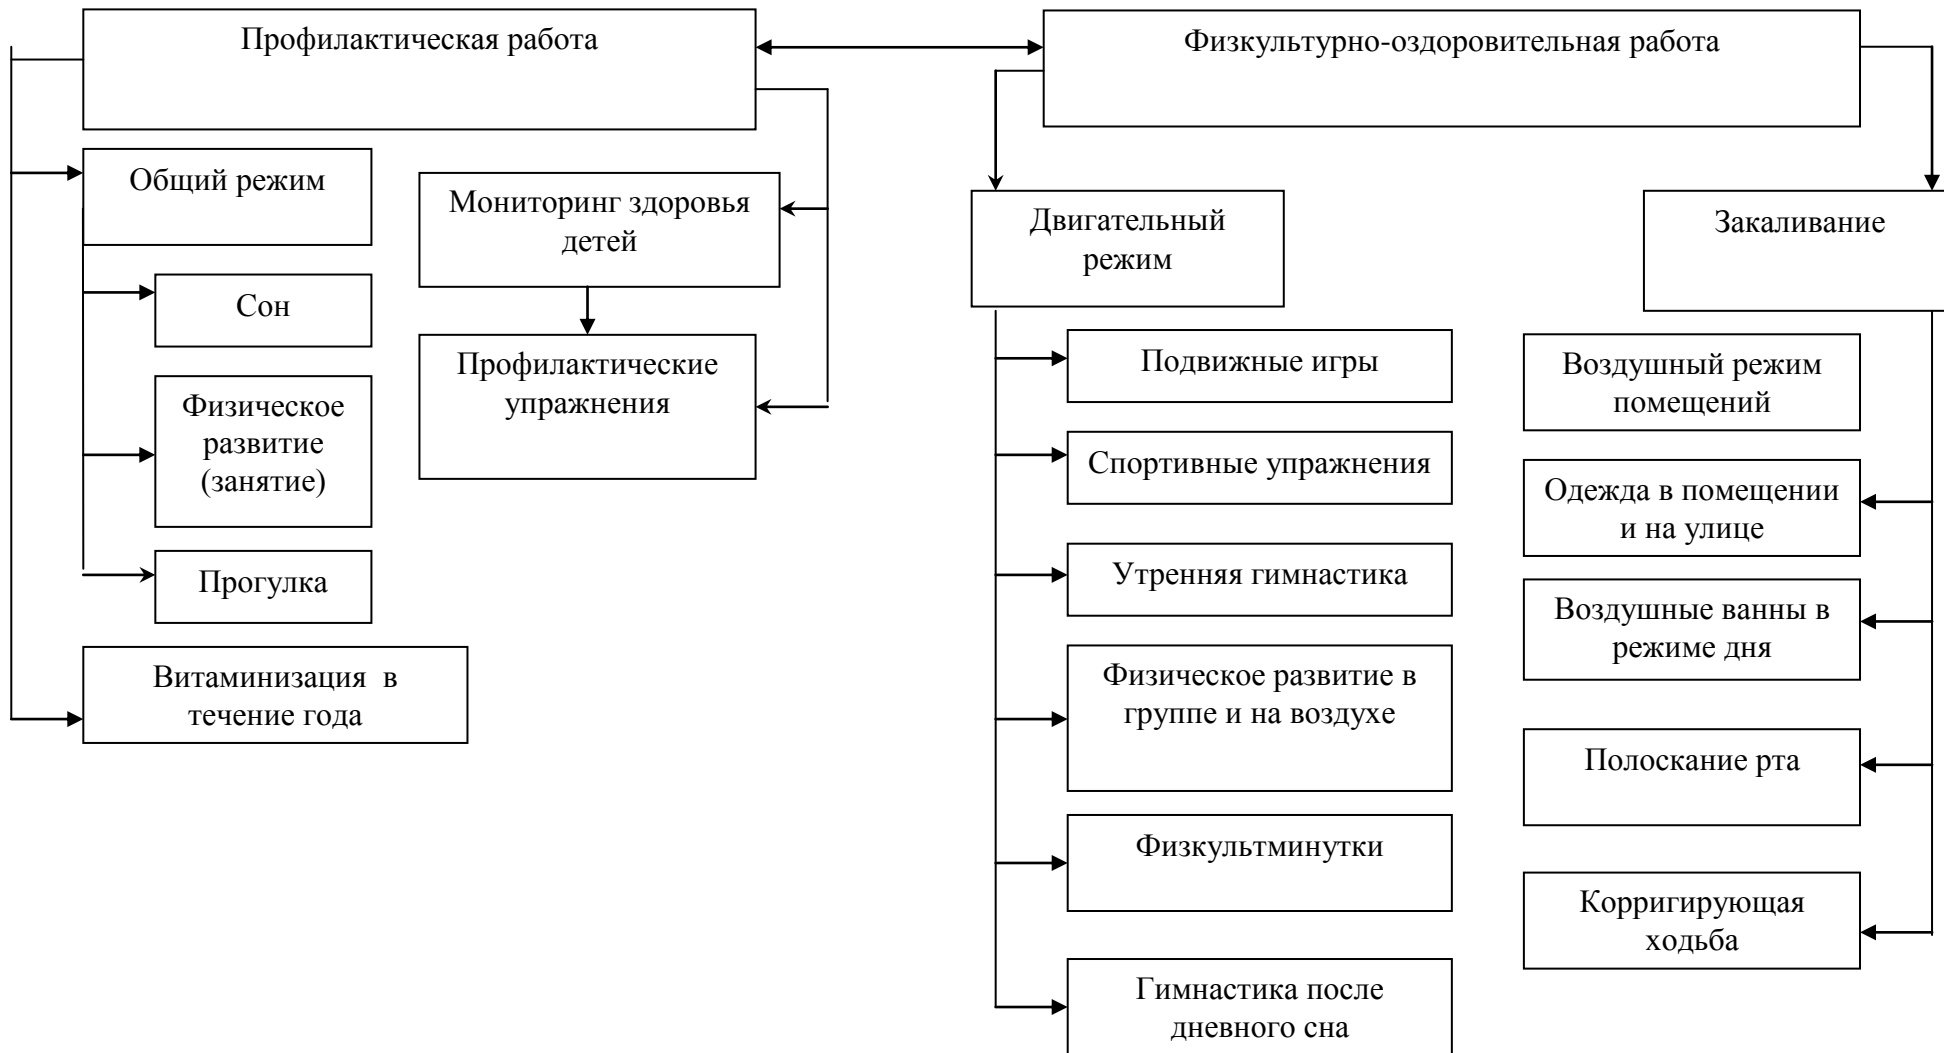 Профилактическая работа
Физкультурно-оздоровительная работа
Общий режим
Мониторинг здоровья
детей
Сон
Профилактические
упражнения
Физическое
развитие
(занятие)
Прогулка
Витаминизация в
течение года
Двигательный
режим
Закаливание
Подвижные игры
Спортивные упражнения
Утренняя гимнастика
Физическое развитие в
группе и на воздухе
Физкультминутки
Гимнастика после
дневного сна
Воздушный режим
помещений
Одежда в помещении
и на улице
Воздушные ванны в
режиме дня
Полоскание рта
Корригирующая
ходьба